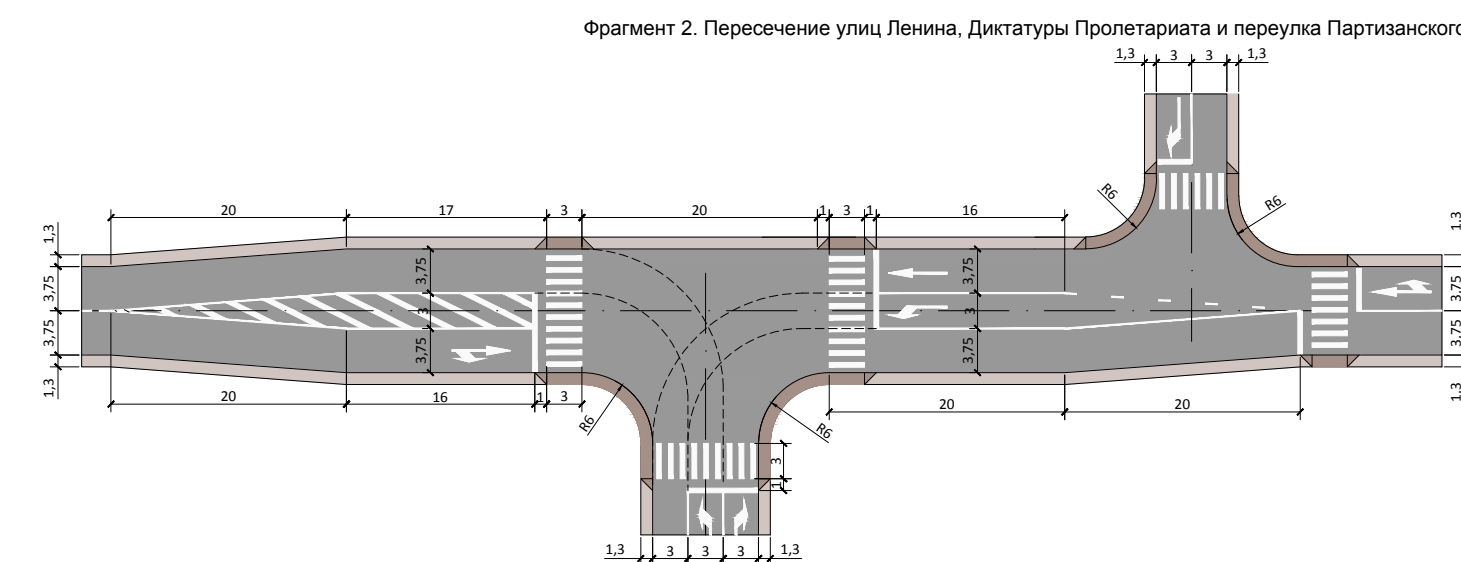 Фрагмент 2. Пересечение улиц Ленина, Диктатуры Пролетариата и переулка Партизанского
1,3 3 3 1,3
R6 R6
20 17 3 20 1 3 1 16
1,3 3,75 3,75 1,3
3,75 3 3,75
3,75 3 3,75
1,3 3,75 3,75 1,3
20 16 1 3
20 20
R6 R6
3
1
1,3 3 3 3 1,3